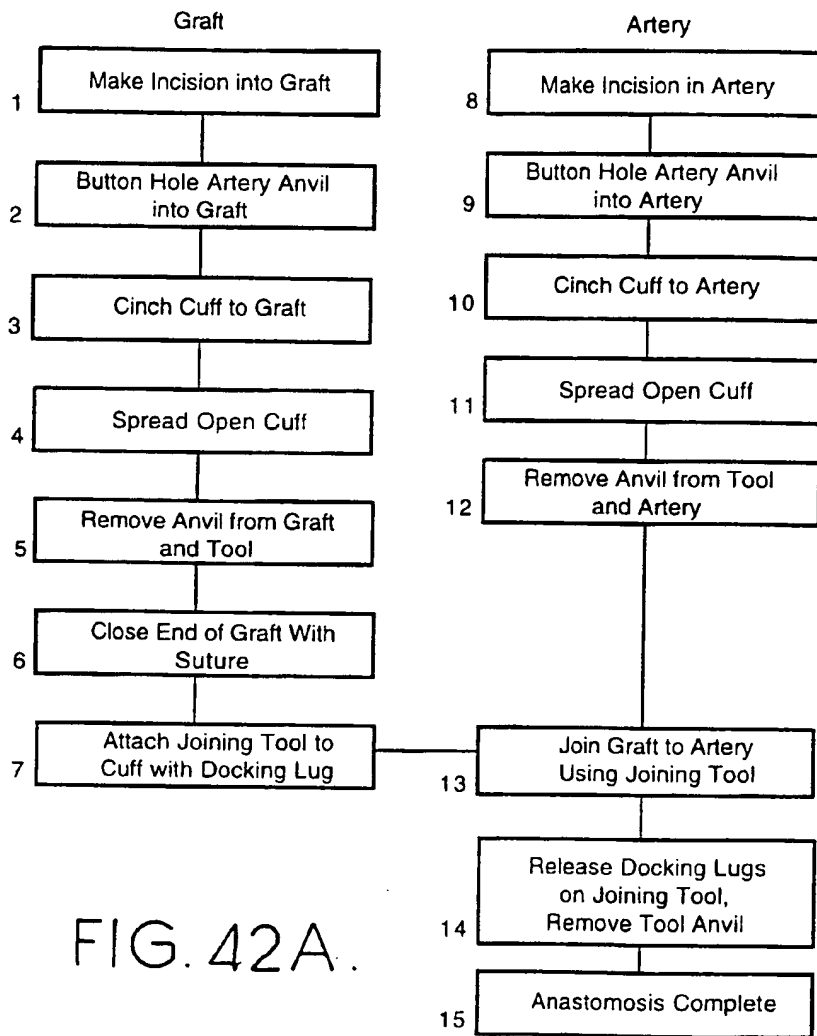 Graft
1
Make Incision into Graft
2
Button Hole Artery Anvil
into Graft
3
Cinch Cuff to Graft
4
Spread Open Cuff
5
Remove Anvil from Graft
and Tool
6
Close End of Graft With
Suture
7
Attach Joining Tool to
Cuff with Docking Lug
Artery
8
Make Incision in Artery
9
Button Hole Artery Anvil
into Artery
10
Cinch Cuff to Artery
11
Spread Open Cuff
12
Remove Anvil from Tool
and Artery
13
Join Graft to Artery
Using Joining Tool
14
Release Docking Lugs
on Joining Tool,
Remove Tool Anvil
15
Anastomosis Complete
FIG. 42A.